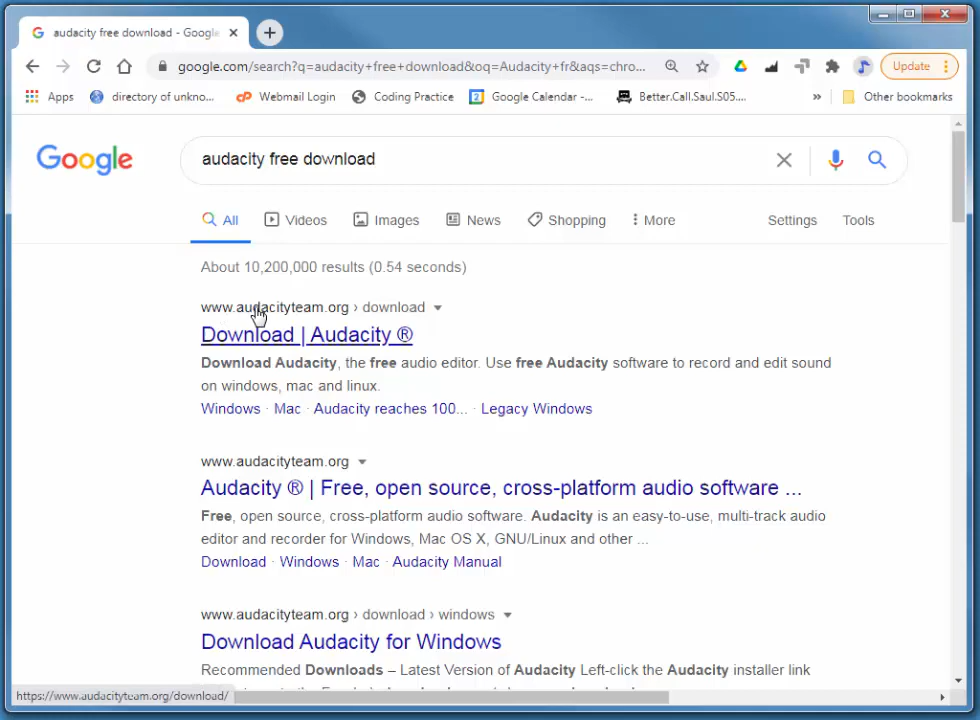 audacity free download - Google
google.com/search?q=audacity+free+download&oq=Audacity+fr&aqs=chro...
Update
Apps
directory of unkno...
Webmail Login
Coding Practice
Google Calendar -...
Better.Call.Saul.S05....
»
Other bookmarks
Google
audacity free download
All
Videos
Images
News
Shopping
More
Settings
Tools
About 10,200,000 results (0.54 seconds)
www.audacityteam.org › download
Download | Audacity ®
Download Audacity, the free audio editor. Use free Audacity software to record and edit sound
on windows, mac and linux.
Windows · Mac · Audacity reaches 100... · Legacy Windows
www.audacityteam.org
Audacity ® | Free, open source, cross-platform audio software ...
Free, open source, cross-platform audio software. Audacity is an easy-to-use, multi-track audio
editor and recorder for Windows, Mac OS X, GNU/Linux and other ...
Download · Windows · Mac · Audacity Manual
www.audacityteam.org › download › windows
Download Audacity for Windows
Recommended Downloads – Latest Version of Audacity Left-click the Audacity installer link
https://www.audacityteam.org/download/